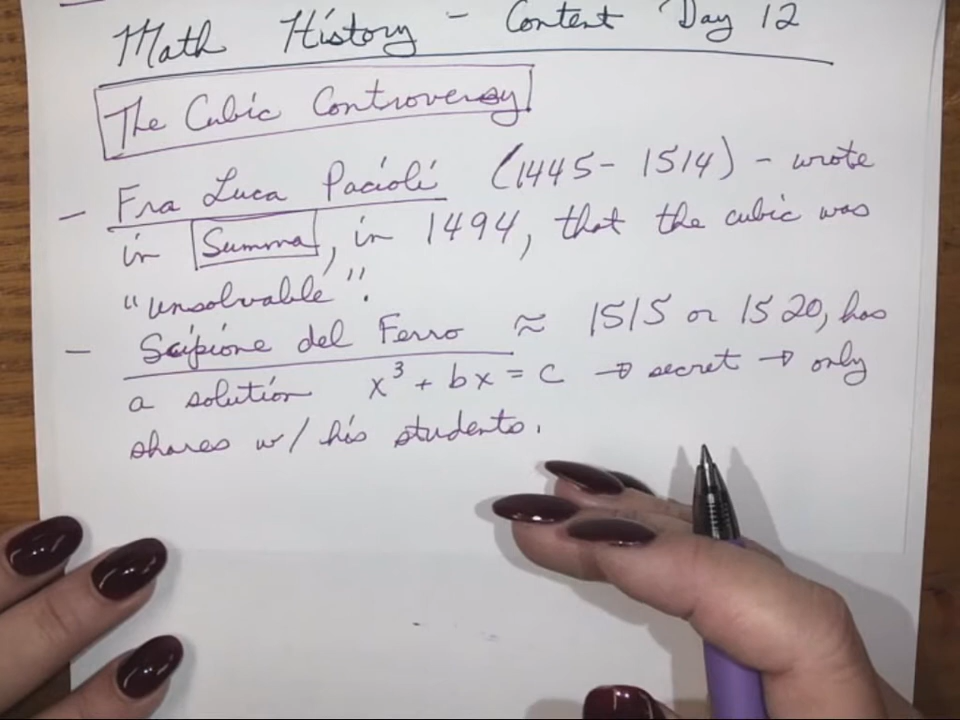 Math History - Content Day 12
The Cubic Controversy
- Fra Luca Pacioli (1445-1514) - wrote
in Summa, in 1494, that the cubic was
"unsolvable".
- Scipione del Ferro ≈ 1515 or 1520, has
a solution x³ + bx = c → secret → only
shares w/ his students.